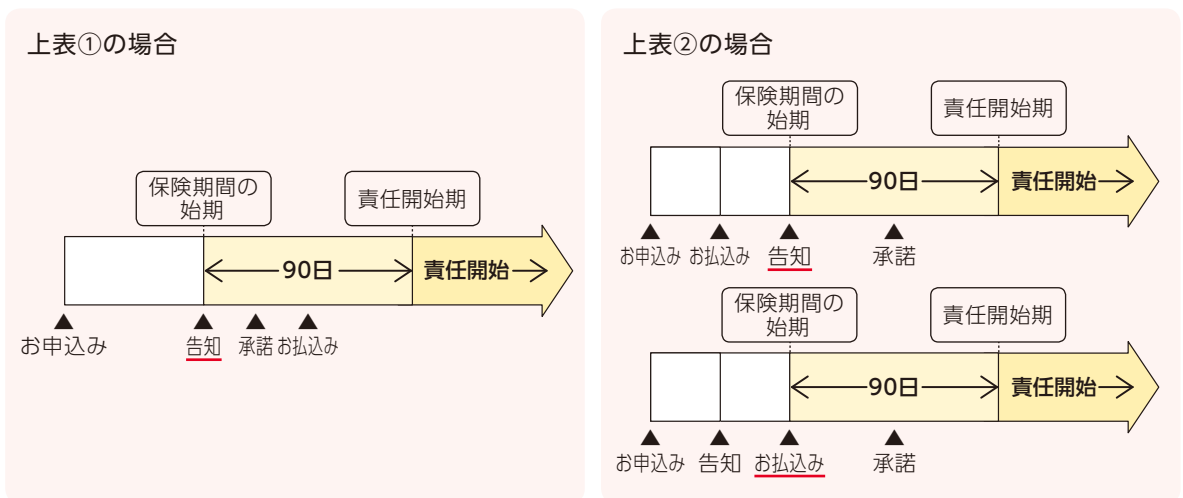 上表①の場合
保険期間の
始期
責任開始期
90日
責任開始
お申込み
告知
承諾
お払込み
上表②の場合
保険期間の
始期
責任開始期
90日
責任開始
お申込み
お払込み
告知
承諾
保険期間の
始期
責任開始期
90日
責任開始
お申込み
告知
お払込み
承諾